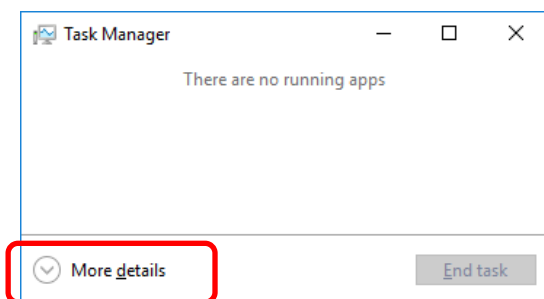 Task Manager
There are no running apps
More details
End task